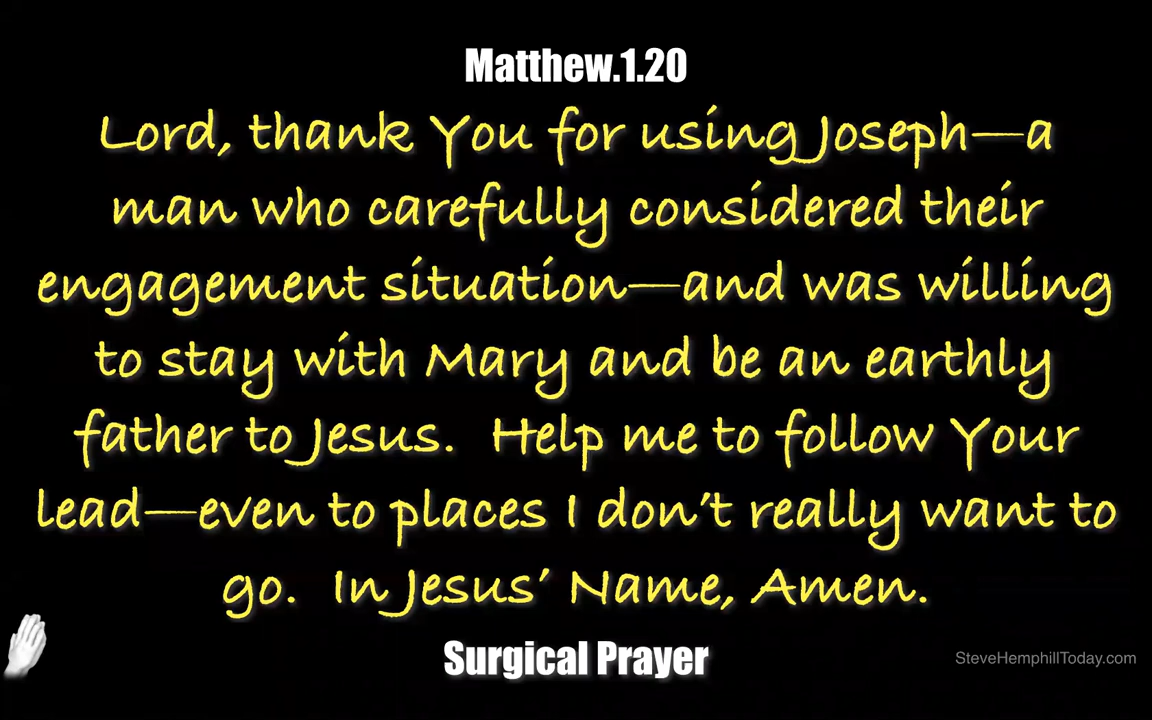 Matthew.1.20
Lord, thank You for using Joseph—a
man who carefully considered their
engagement situation—and was willing
to stay with Mary and be an earthly
father to Jesus.  Help me to follow Your
lead—even to places I don’t really want to
go.  In Jesus’ Name, Amen.
Surgical Prayer
SteveHemphillToday.com